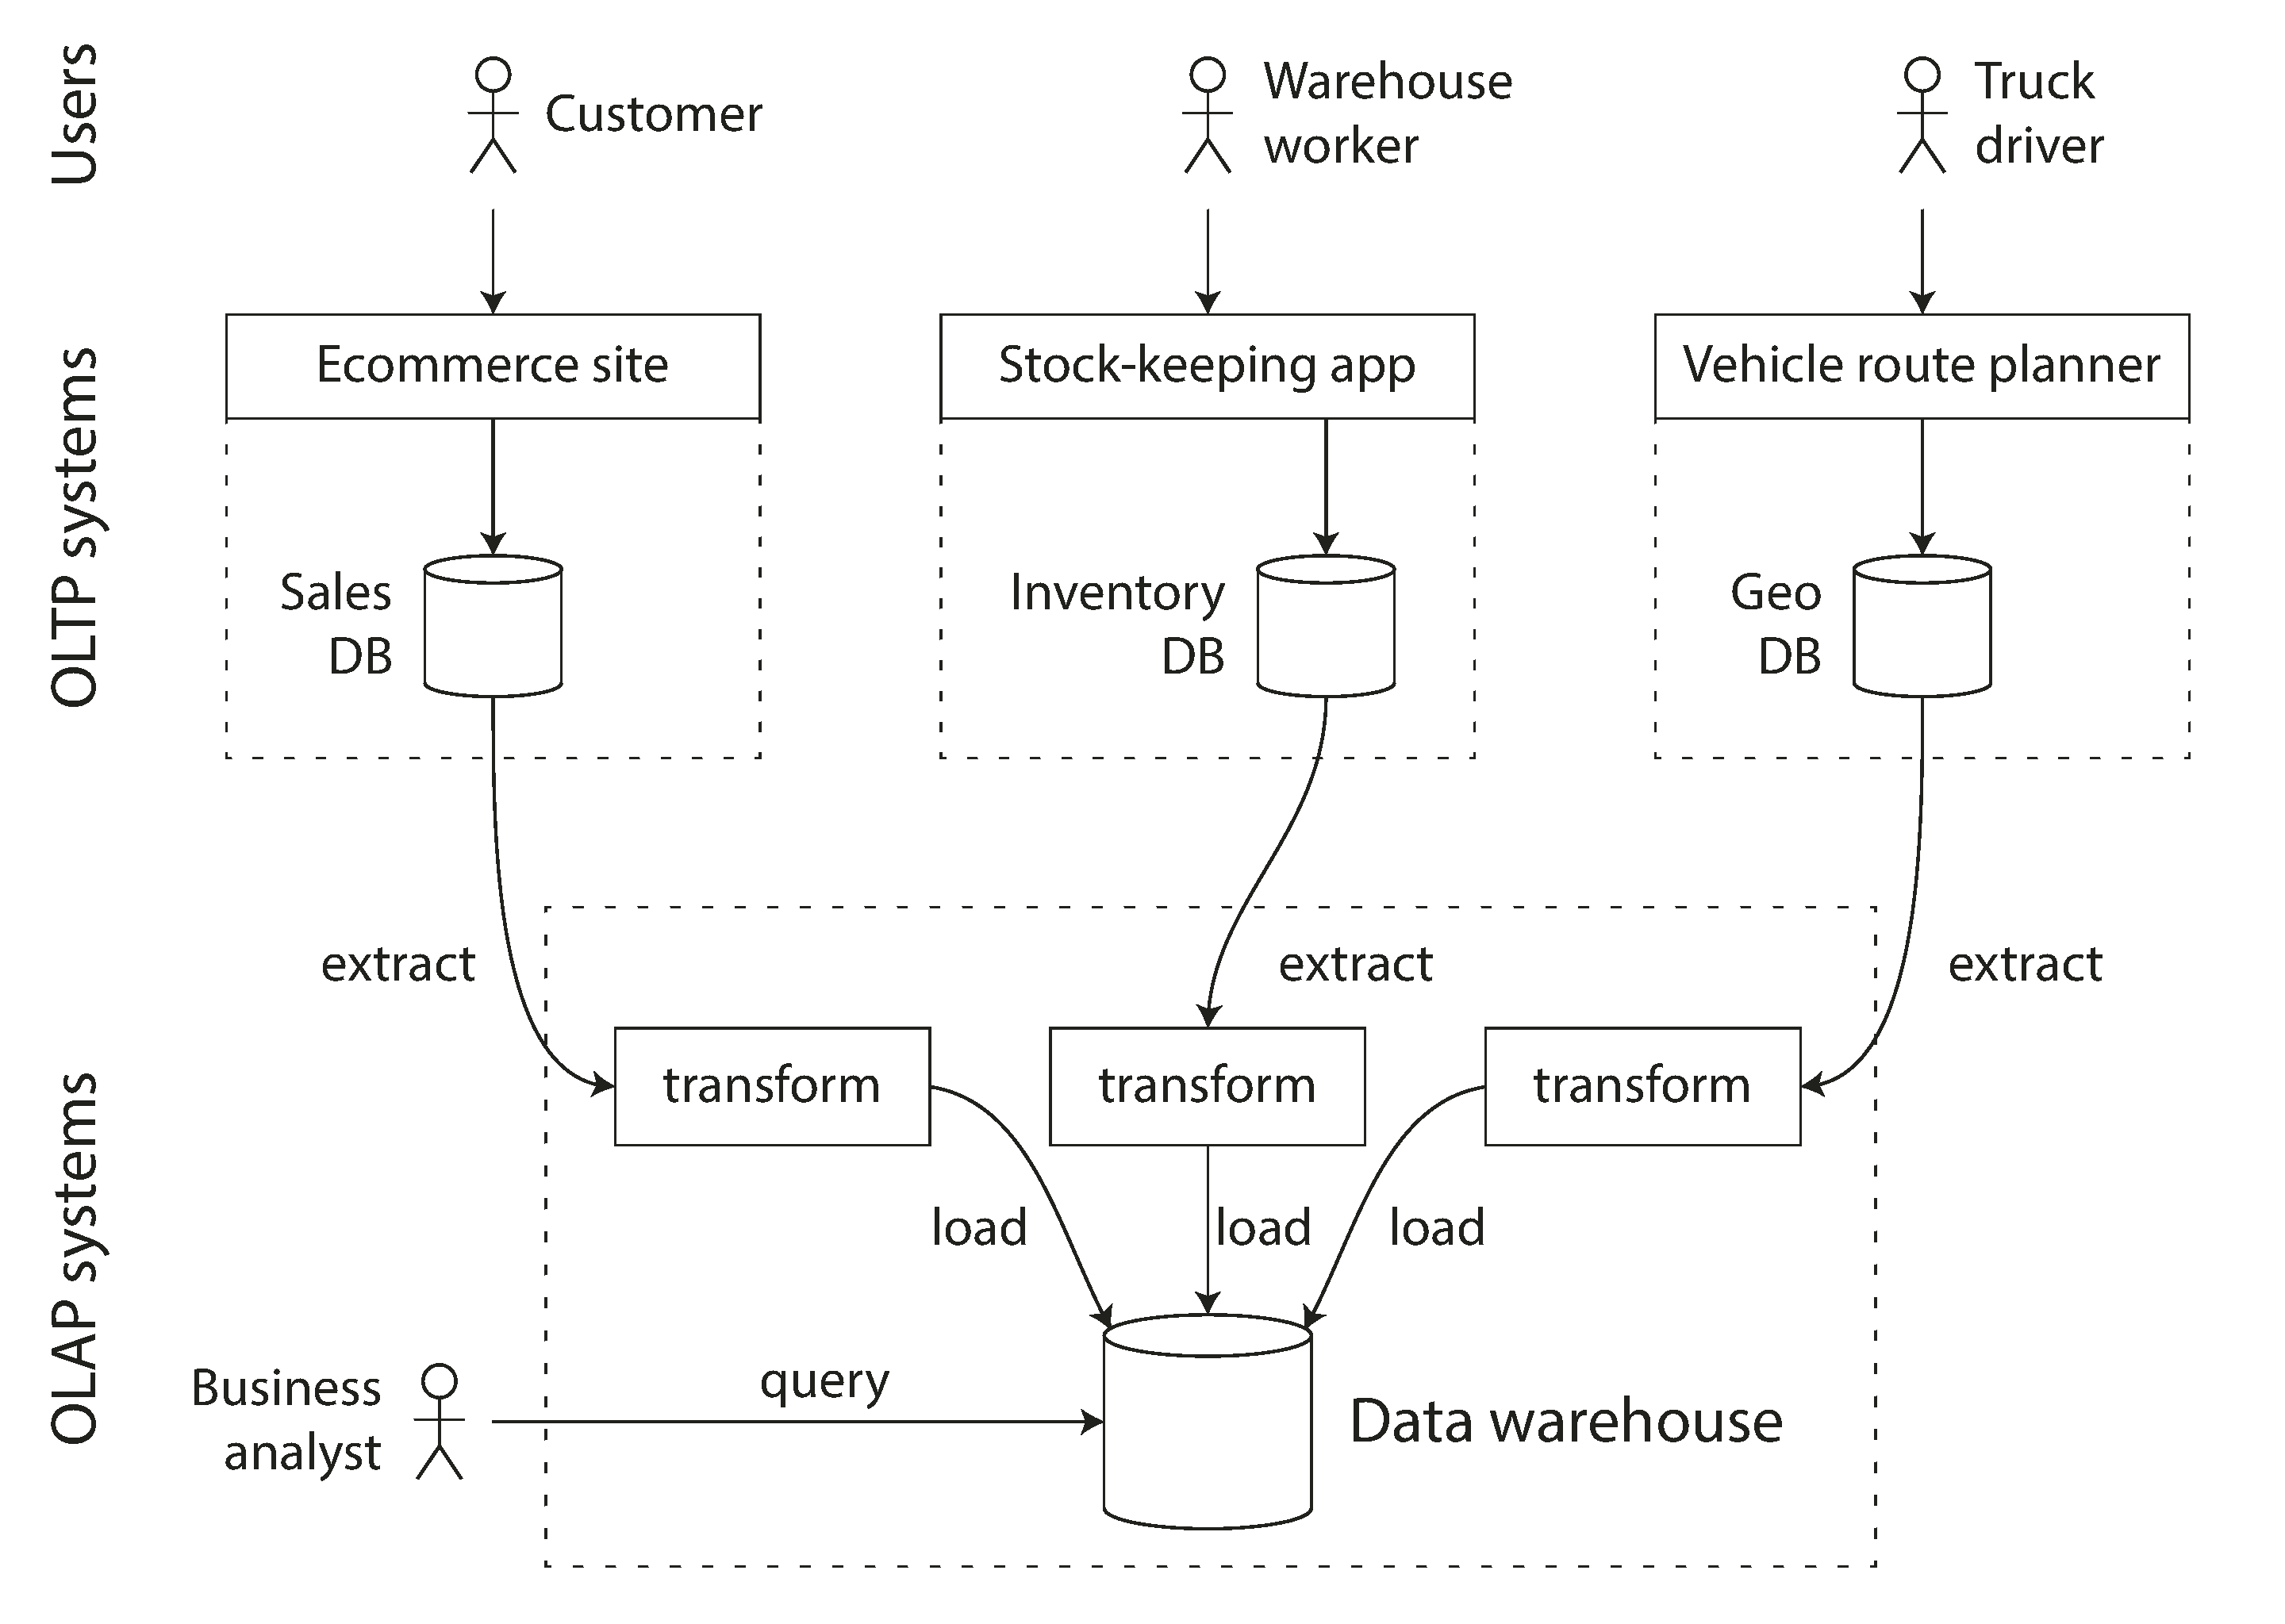 Users
Customer
Warehouse
worker
Truck
driver
OLTP systems
Ecommerce site
Stock-keeping app
Vehicle route planner
Sales
DB
Inventory
DB
Geo
DB
extract
extract
extract
OLAP systems
transform
transform
transform
load
load
load
Business
analyst
query
Data warehouse